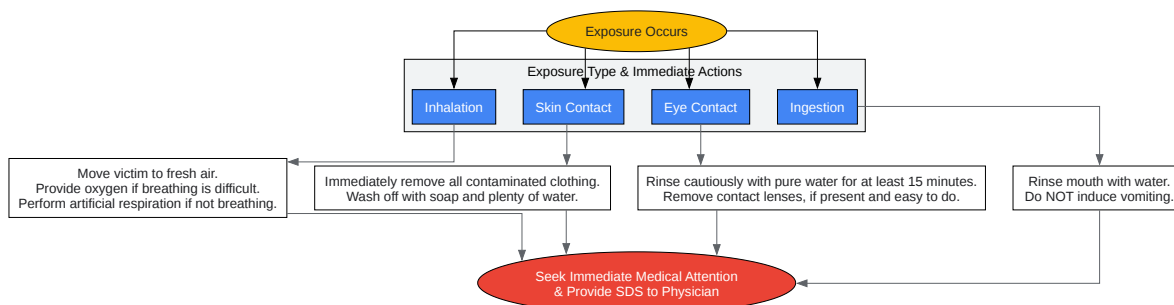 Exposure Occurs
Exposure Type & Immediate Actions
Inhalation
Skin Contact
Eye Contact
Ingestion
Move victim to fresh air.
Provide oxygen if breathing is difficult.
Perform artificial respiration if not breathing.
Immediately remove all contaminated clothing.
Wash off with soap and plenty of water.
Rinse cautiously with pure water for at least 15 minutes.
Remove contact lenses, if present and easy to do.
Rinse mouth with water.
Do NOT induce vomiting.
Seek Immediate Medical Attention
& Provide SDS to Physician